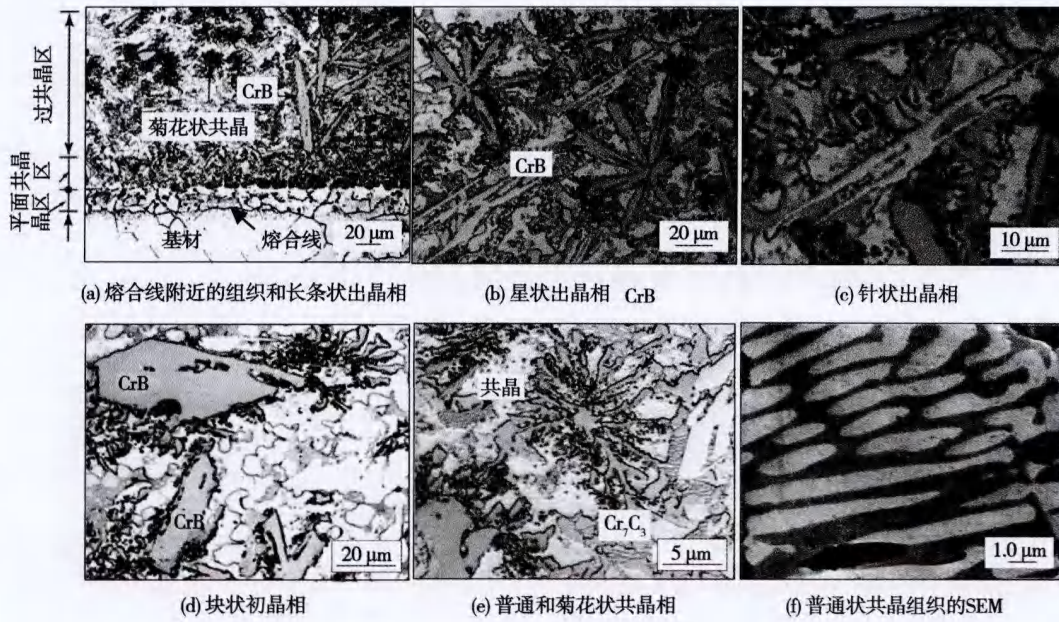 过共晶区
共晶区
平面晶区
CrB
菊花状共晶
基材
熔合线
20 μm
(a) 熔合线附近的组织和长条状出晶相
CrB
20 μm
(b) 星状出晶相 CrB
10 μm
(c) 针状出晶相
CrB
CrB
20 μm
(d) 块状初晶相
共晶
Cr₇C₃
5 μm
(e) 普通和菊花状共晶相
1.0 μm
(f) 普通状共晶组织的SEM